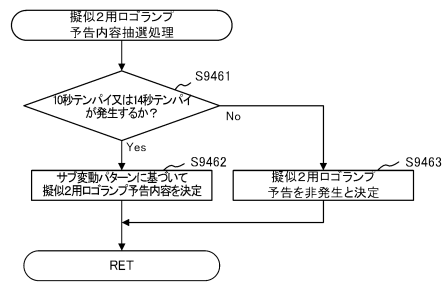 擬似２用ロゴランプ
予告内容抽選処理
S9461
10秒テンパイ又は14秒テンパイ
が発生するか？
No
Yes
S9462
サブ変動パターンに基づいて
擬似2用ロゴランプ予告内容を決定
S9463
擬似２用ロゴランプ
予告を非発生と決定
RET